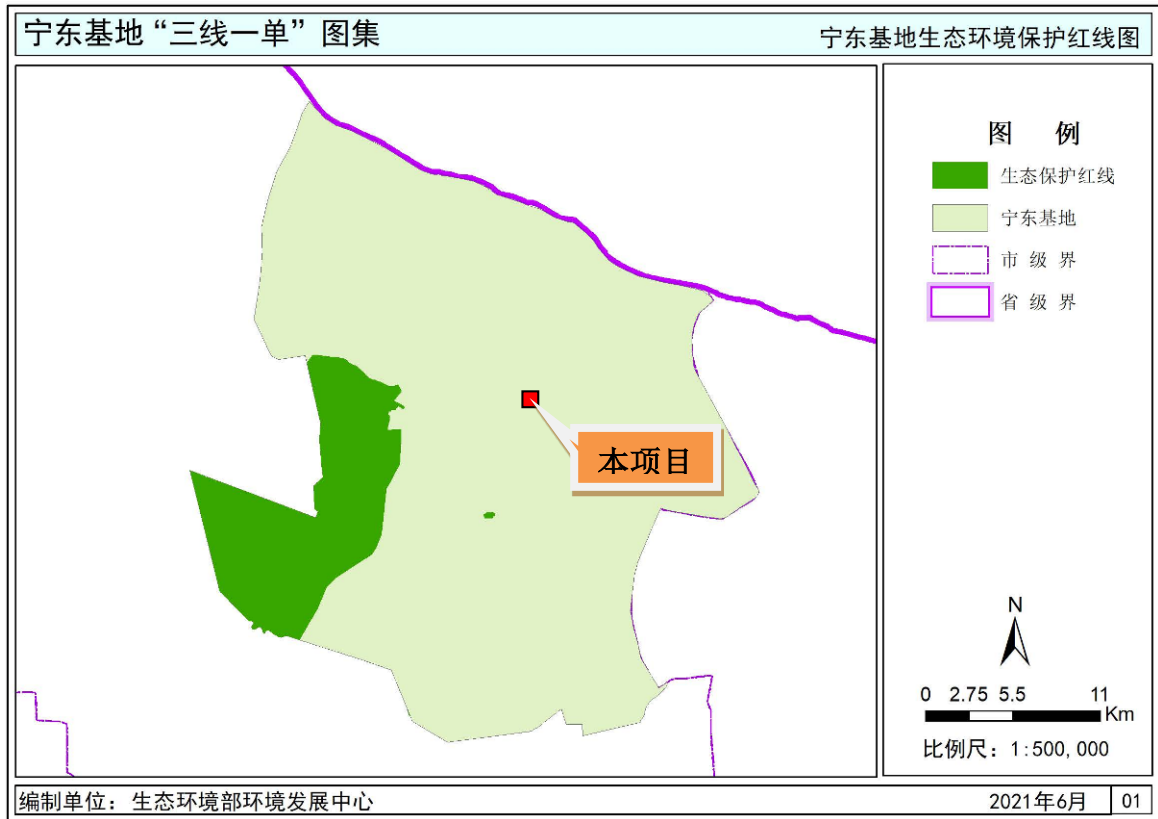 宁东基地“三线一单”图集
宁东基地生态环境保护红线图
图 例
生态保护红线
宁东基地
市 级 界
省 级 界
本项目
N
0 2.75 5.5 11
Km
比例尺：1:500,000
编制单位：生态环境部环境发展中心
2021年6月 01